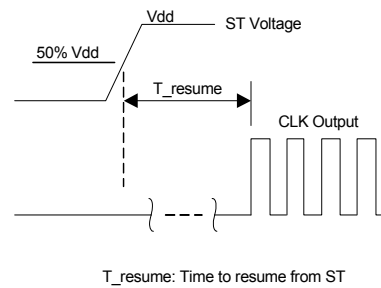 Vdd
ST Voltage
50% Vdd
T_resume
CLK Output
T_resume: Time to resume from ST